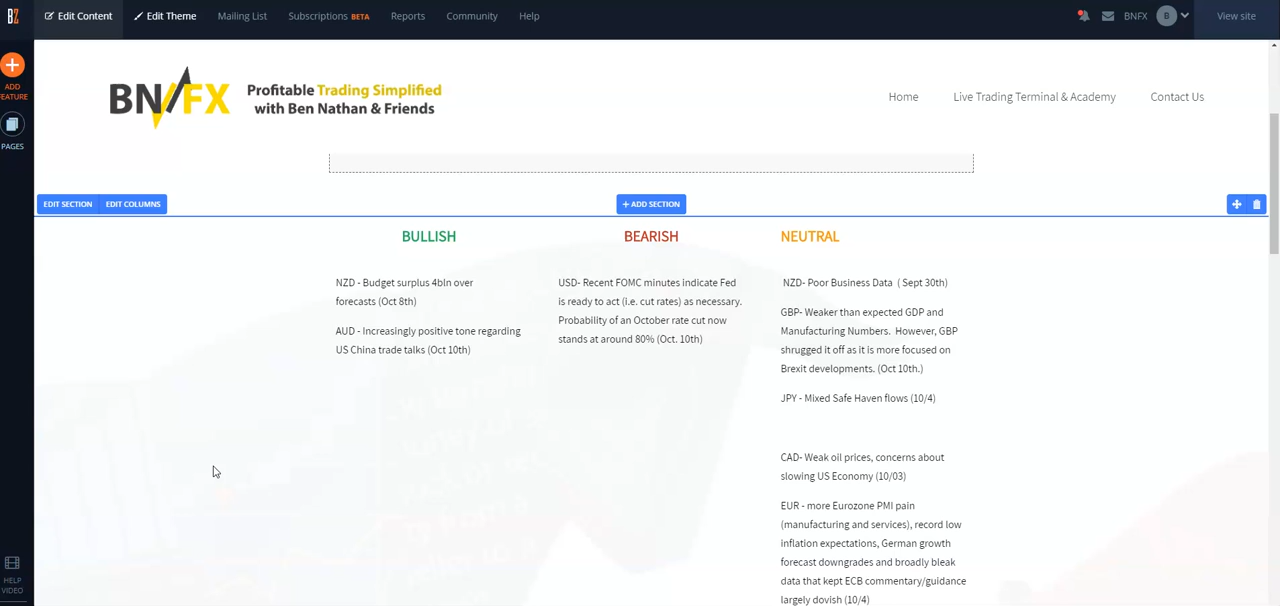 BZ
Edit Content
Edit Theme
Mailing List
Subscriptions BETA
Reports
Community
Help
BNFX
B
View site
ADD
FEATURE
PAGES
BN/FX
Profitable Trading Simplified
with Ben Nathan & Friends
Home
Live Trading Terminal & Academy
Contact Us
EDIT SECTION
EDIT COLUMNS
+ ADD SECTION
BULLISH
NZD - Budget surplus 4bln over
forecasts (Oct 8th)
AUD - Increasingly positive tone regarding
US China trade talks (Oct 10th)
BEARISH
USD- Recent FOMC minutes indicate Fed
is ready to act (i.e. cut rates) as necessary.
Probability of an October rate cut now
stands at around 80% (Oct. 10th)
NEUTRAL
NZD- Poor Business Data ( Sept 30th)
GBP- Weaker than expected GDP and
Manufacturing Numbers. However, GBP
shrugged it off as it is more focused on
Brexit developments. (Oct 10th.)
JPY - Mixed Safe Haven flows (10/4)
CAD- Weak oil prices, concerns about
slowing US Economy (10/03)
EUR - more Eurozone PMI pain
(manufacturing and services), record low
inflation expectations, German growth
forecast downgrades and broadly bleak
data that kept ECB commentary/guidance
largely dovish (10/4)
HELP
VIDEO